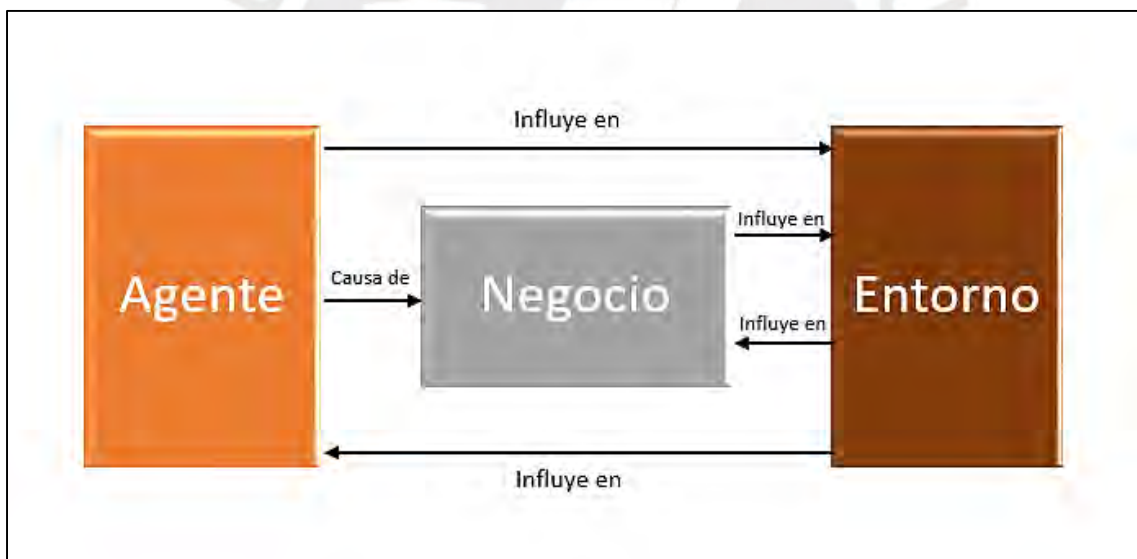 Influye en
Influye en
Causa de
Agente
Negocio
Entorno
Influye en
Influye en